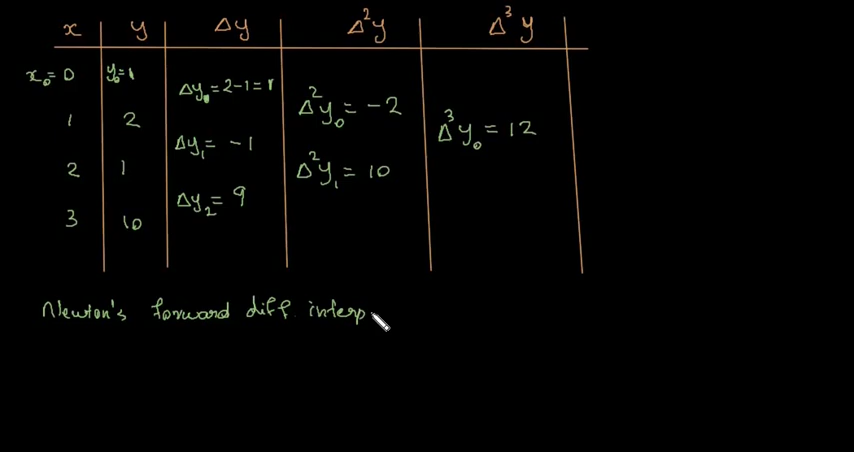 x y Δy Δ²y Δ³y
x₀=0 y₀=1
Δy₀=2-1=1
Δ²y₀=-2
1 2
Δ³y₀=12
Δy₁=-1
2 1
Δ²y₁=10
Δy₂=9
3 10
Newton's forward diff. interp